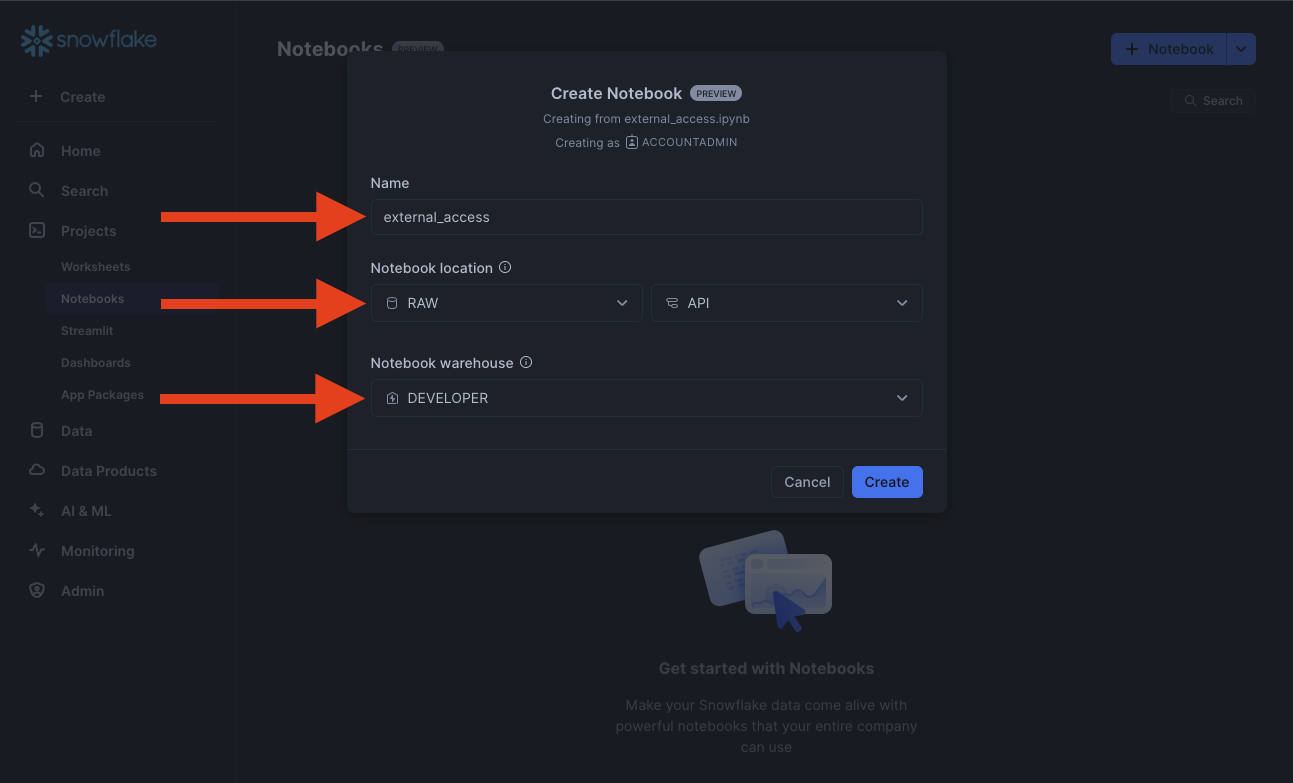 snowflake
Create
Home
Search
Projects
Worksheets
Notebooks
Streamlit
Dashboards
App Packages
Data
Data Products
AI & ML
Monitoring
Admin
Notebooks PREVIEW
Notebook
Search
Create Notebook PREVIEW
Creating from external_access.ipynb
Creating as ACCOUNTADMIN
Name
external_access
Notebook location
RAW API
Notebook warehouse
DEVELOPER
Cancel Create
Get started with Notebooks
Make your Snowflake data come alive with
powerful notebooks that your entire company
can use